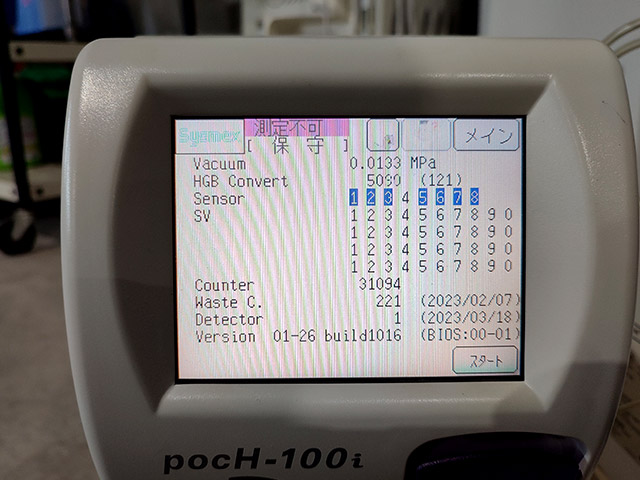 Sysmex 測定不可 メイン
[ 保 守 ]
Vacuum 0.0133 MPa
HGB Convert 5030 (121)
Sensor 1 2 3 4 5 6 7 8
SV 1 2 3 4 5 6 7 8 9 0
1 2 3 4 5 6 7 8 9 0
1 2 3 4 5 6 7 8 9 0
1 2 3 4 5 6 7 8 9 0
Counter 31094
Waste C. 221 (2023/02/07)
Detector 1 (2023/03/18)
Version 01-26 build1016 (BIOS:00-01)
スタート
pocH-100i